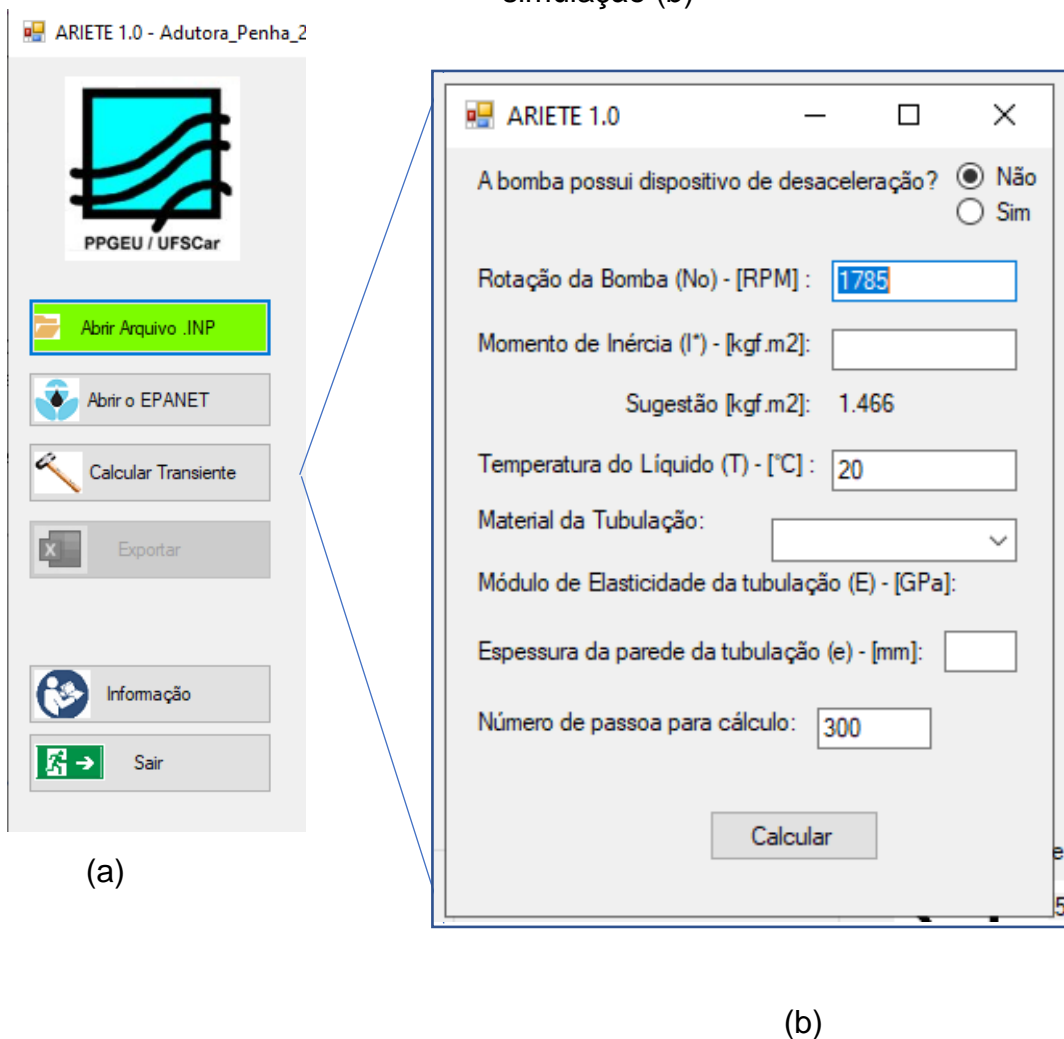 simulação (b)
ARIETE 1.0 - Adutora_Penha_2
PPGEU / UFSCar
Abrir Arquivo .INP
Abrir o EPANET
Calcular Transiente
X Exportar
Informação
Sair
(a)
ARIETE 1.0
A bomba possui dispositivo de desaceleração? Não
Sim
Rotação da Bomba (No) - [RPM] : 1785
Momento de Inércia (I*) - [kgf.m2]:
Sugestão [kgf.m2]: 1.466
Temperatura do Líquido (T) - [°C] : 20
Material da Tubulação:
Módulo de Elasticidade da tubulação (E) - [GPa]:
Espessura da parede da tubulação (e) - [mm]:
Número de passoa para cálculo: 300
Calcular
e
5
(b)